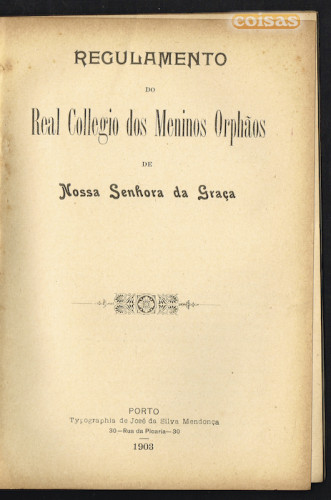 coisas
REGULAMENTO
DO
Real Collegio dos Meninos Orphãos
DE
Nossa Senhora da Graça
PORTO
Typographia de José da Silva Mendonça
30—Rua da Picaria—30
1903